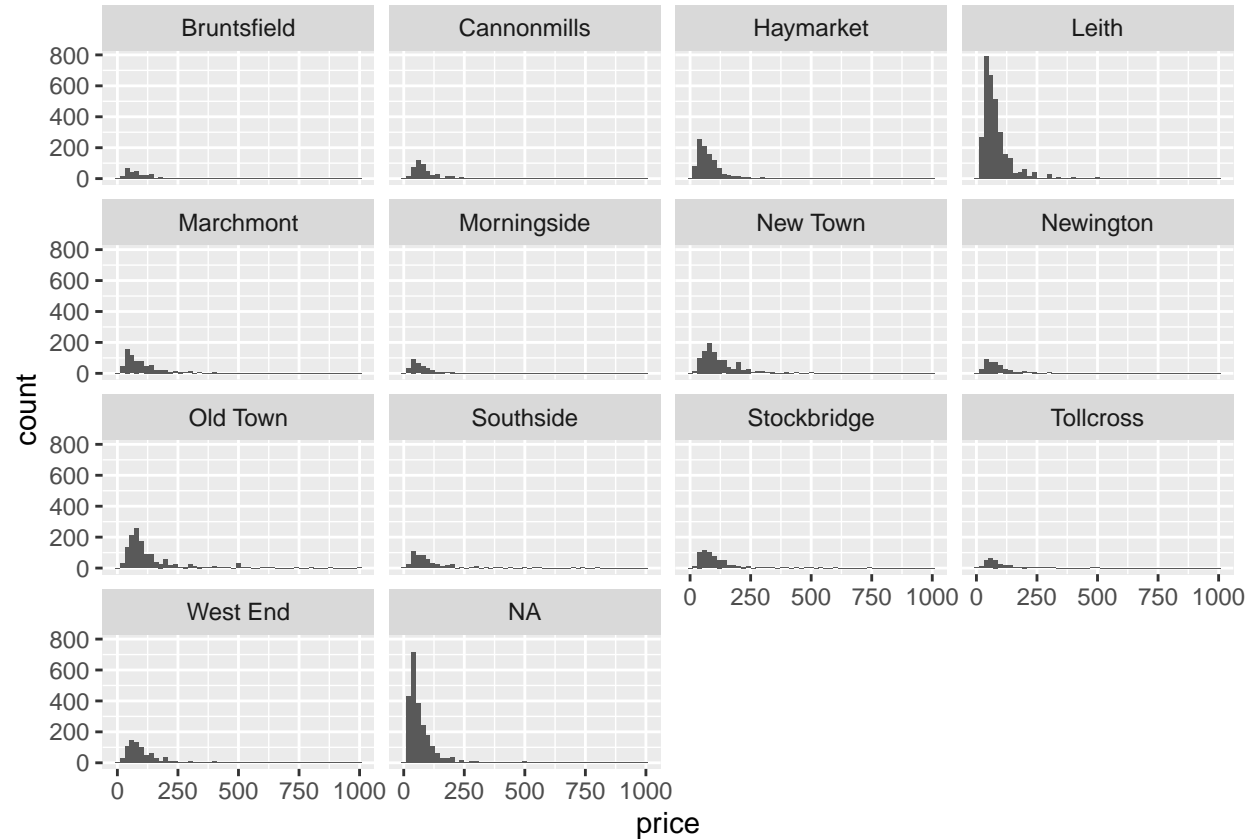 Bruntsfield Cannonmills Haymarket Leith
800
600
400
200
0
Marchmont Morningside New Town Newington
800
600
400
200
0
count
Old Town Southside Stockbridge Tollcross
800
600
400
200
0
0 250 500 750 1000 0 250 500 750 1000
West End NA
800
600
400
200
0
0 250 500 750 1000 0 250 500 750 1000
price